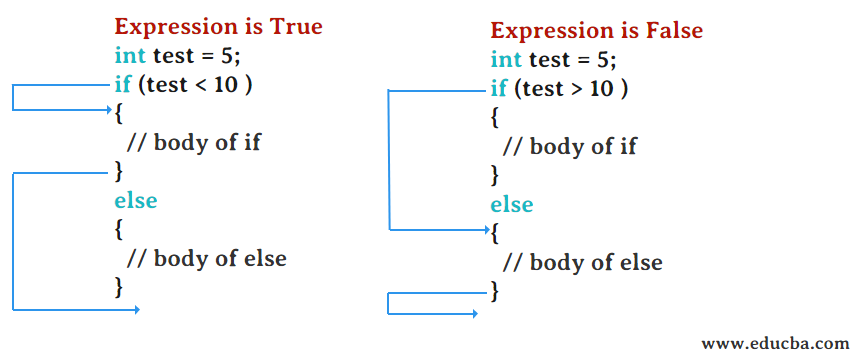 Expression is True
int test = 5;
if (test < 10 )
{
// body of if
}
else
{
// body of else
}
Expression is False
int test = 5;
if (test > 10 )
{
// body of if
}
else
{
// body of else
}
www.educba.com